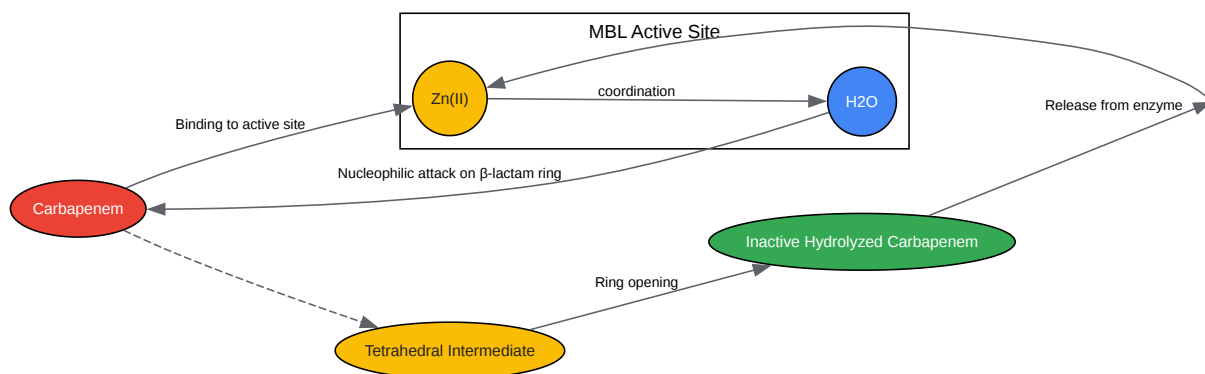 MBL Active Site
Zn(II)
coordination
H2O
Release from enzyme
Binding to active site
Nucleophilic attack on β-lactam ring
Carbapenem
Inactive Hydrolyzed Carbapenem
Ring opening
Tetrahedral Intermediate